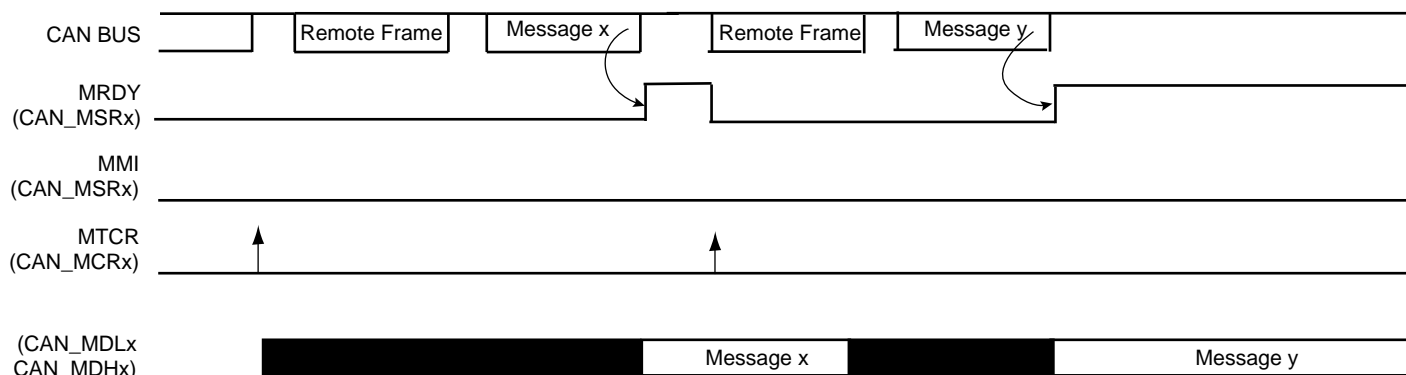 CAN BUS
Remote Frame
Message x
Remote Frame
Message y
MRDY
(CAN_MSRx)
MMI
(CAN_MSRx)
MTCR
(CAN_MCRx)
(CAN_MDLx
CAN_MDHx)
Message x
Message y